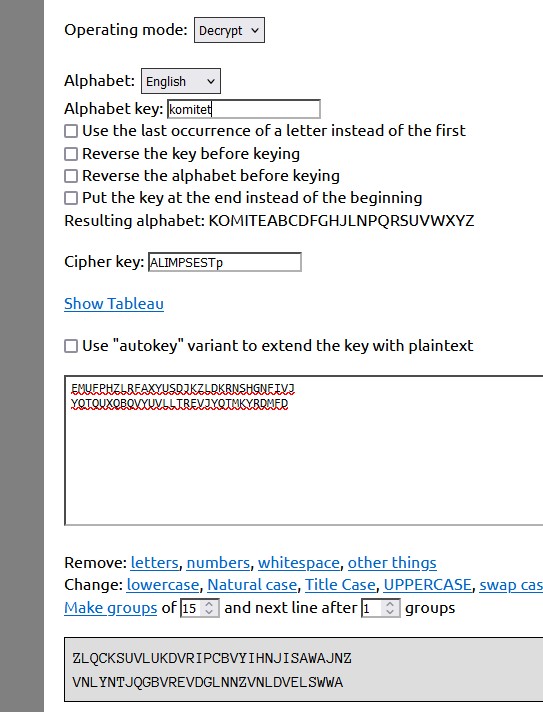 Operating mode: Decrypt
Alphabet: English
Alphabet key: komitet
Use the last occurrence of a letter instead of the first
Reverse the key before keying
Reverse the alphabet before keying
Put the key at the end instead of the beginning
Resulting alphabet: KOMITEABCDFGHJLNPQRSUVWXYZ
Cipher key: ALIMPSESTp
Show Tableau
Use "autokey" variant to extend the key with plaintext
EMUFPHZLRFAXYUSDJKZLDKRNSHGNFIVJ
YQTQUXQBQVYUVLLTREVJYQTMKYRDMFD
Remove: letters, numbers, whitespace, other things
Change: lowercase, Natural case, Title Case, UPPERCASE, swap cas
Make groups of 15 and next line after 1 groups
ZLQCKSUVLUKDVRIPCBVYIHNJISAWAJNZ
VNLYNTJQGBVREVDGLNNZVNLDVELSWWA